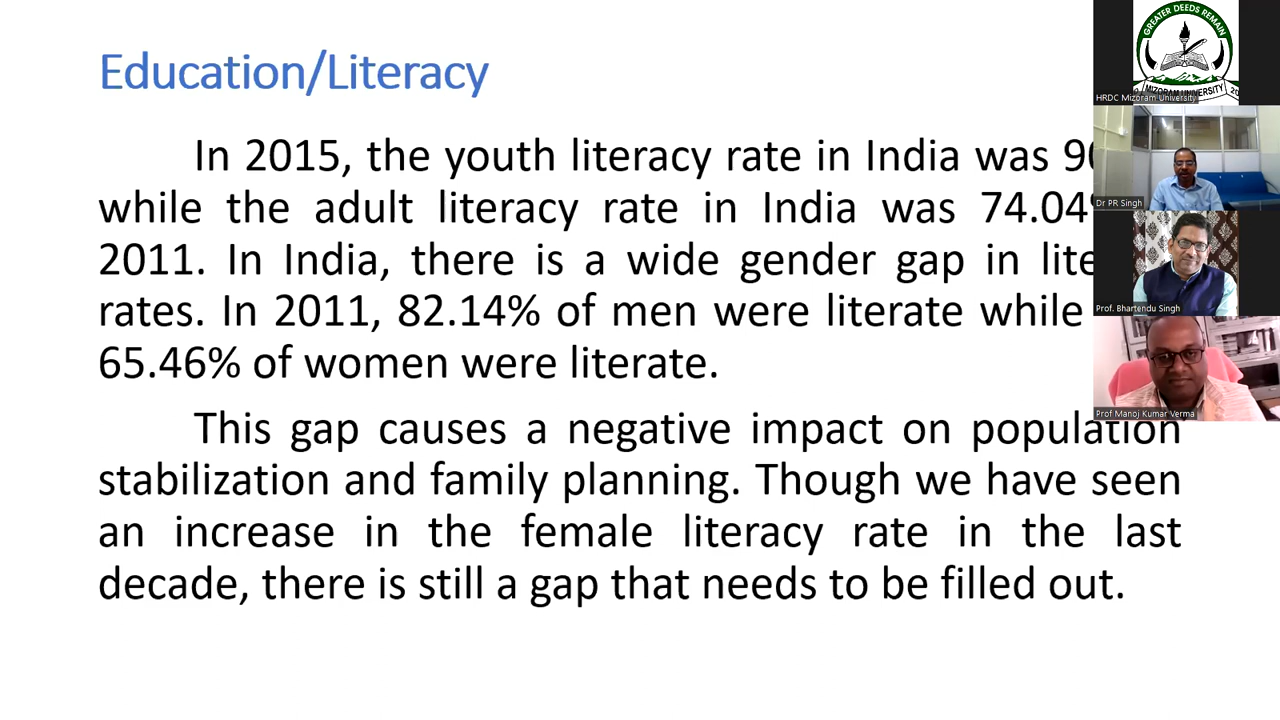 Education/Literacy
In 2015, the youth literacy rate in India was
while the adult literacy rate in India was 74.04%
2011. In India, there is a wide gender gap in
rates. In 2011, 82.14% of men were literate while
65.46% of women were literate.
This gap causes a negative impact on population
stabilization and family planning. Though we have seen
an increase in the female literacy rate in the last
decade, there is still a gap that needs to be filled out.
GREATER DEEDS REMAIN
MIZORAM UNIVERSITY
HRDC Mizoram University
Dr PR Singh
Prof. Bhartendu Singh
Prof Manoj Kumar Verma